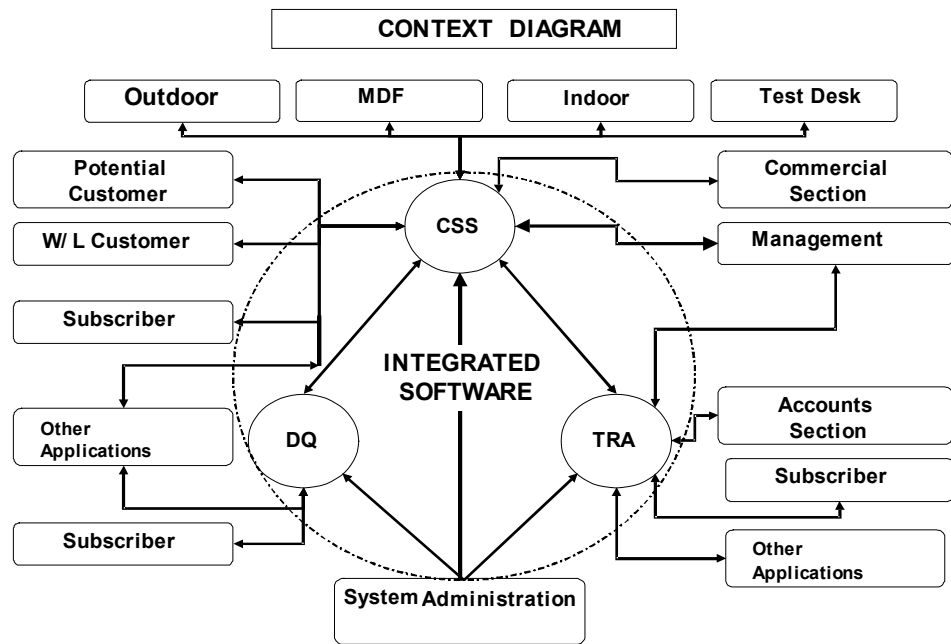 CONTEXT DIAGRAM
Outdoor
MDF
Indoor
Test Desk
Potential
Customer
Commercial
Section
CSS
W/ L Customer
Management
Subscriber
INTEGRATED
SOFTWARE
Other
Applications
DQ
TRA
Accounts
Section
Subscriber
Subscriber
Other
Applications
System Administration